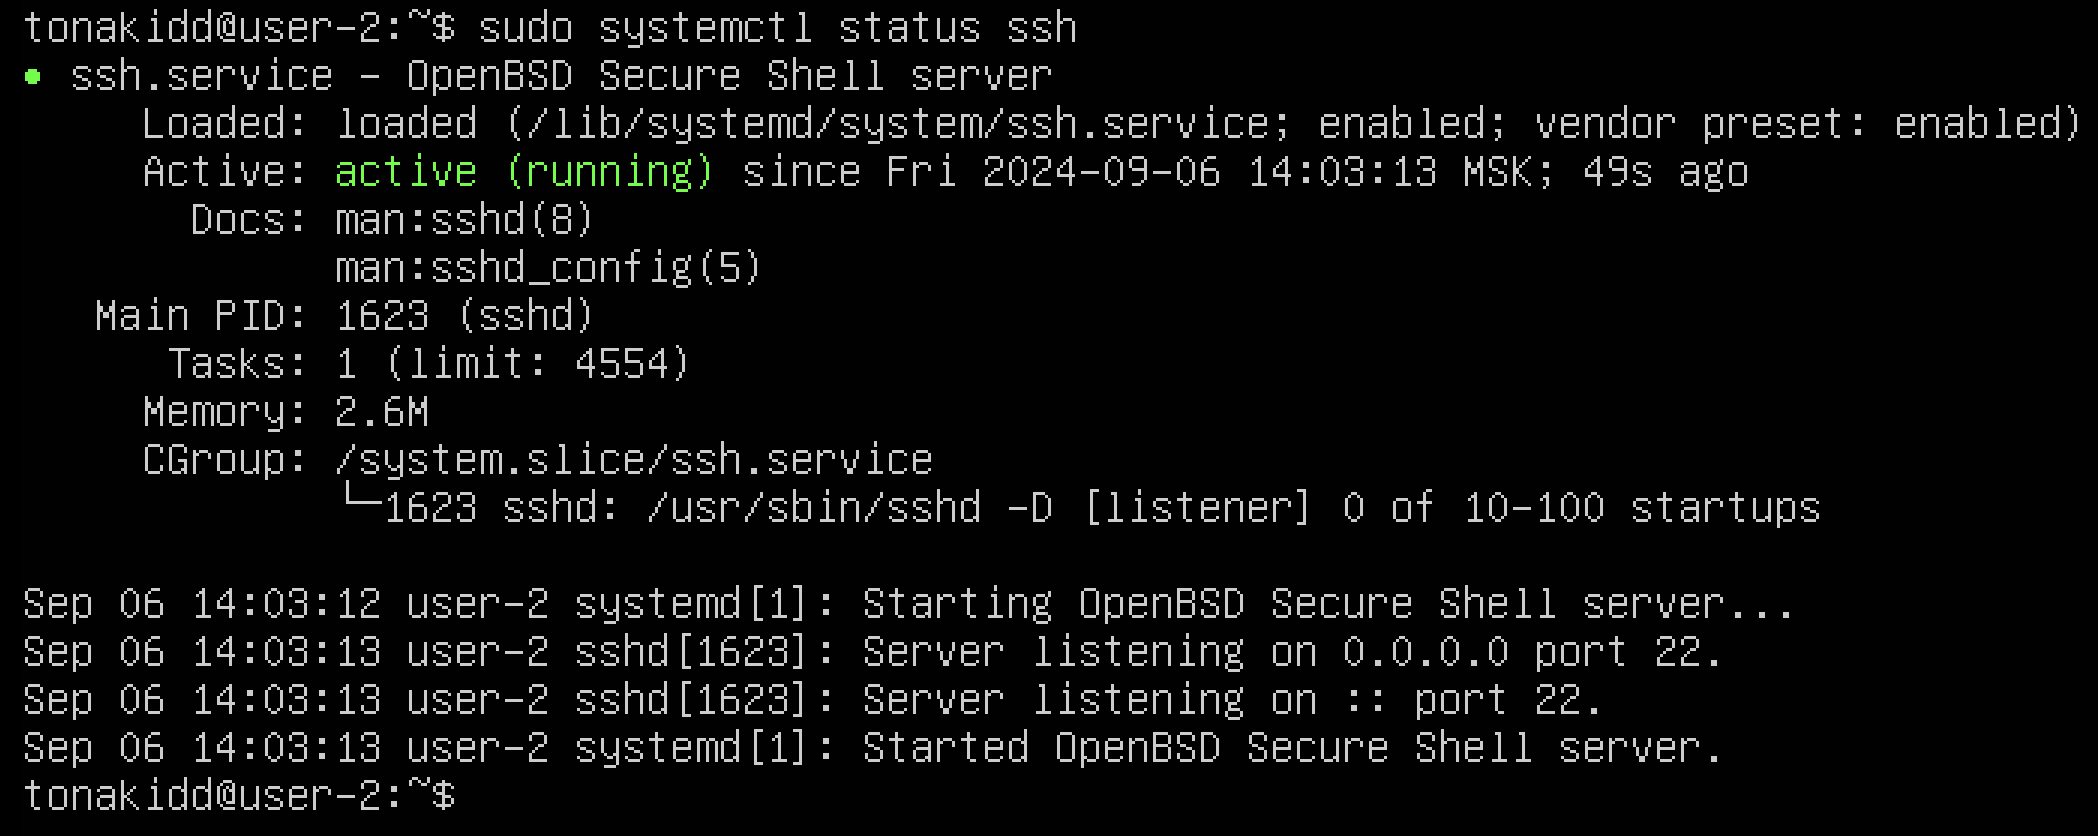 tonakidd@user-2:~$ sudo systemctl status ssh
● ssh.service - OpenBSD Secure Shell server
     Loaded: loaded (/lib/systemd/system/ssh.service; enabled; vendor preset: enabled)
     Active: active (running) since Fri 2024-09-06 14:03:13 MSK; 49s ago
       Docs: man:sshd(8)
             man:sshd_config(5)
   Main PID: 1623 (sshd)
      Tasks: 1 (limit: 4554)
     Memory: 2.6M
     CGroup: /system.slice/ssh.service
             └─1623 sshd: /usr/sbin/sshd -D [listener] 0 of 10-100 startups

Sep 06 14:03:12 user-2 systemd[1]: Starting OpenBSD Secure Shell server...
Sep 06 14:03:13 user-2 sshd[1623]: Server listening on 0.0.0.0 port 22.
Sep 06 14:03:13 user-2 sshd[1623]: Server listening on :: port 22.
Sep 06 14:03:13 user-2 systemd[1]: Started OpenBSD Secure Shell server.
tonakidd@user-2:~$